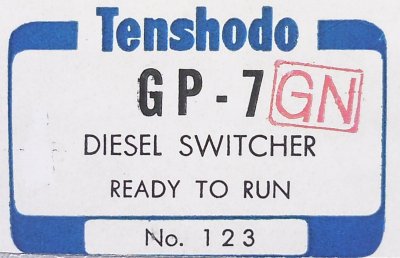 Tenshodo
GP-7 GN
DIESEL SWITCHER
READY TO RUN
No. 123